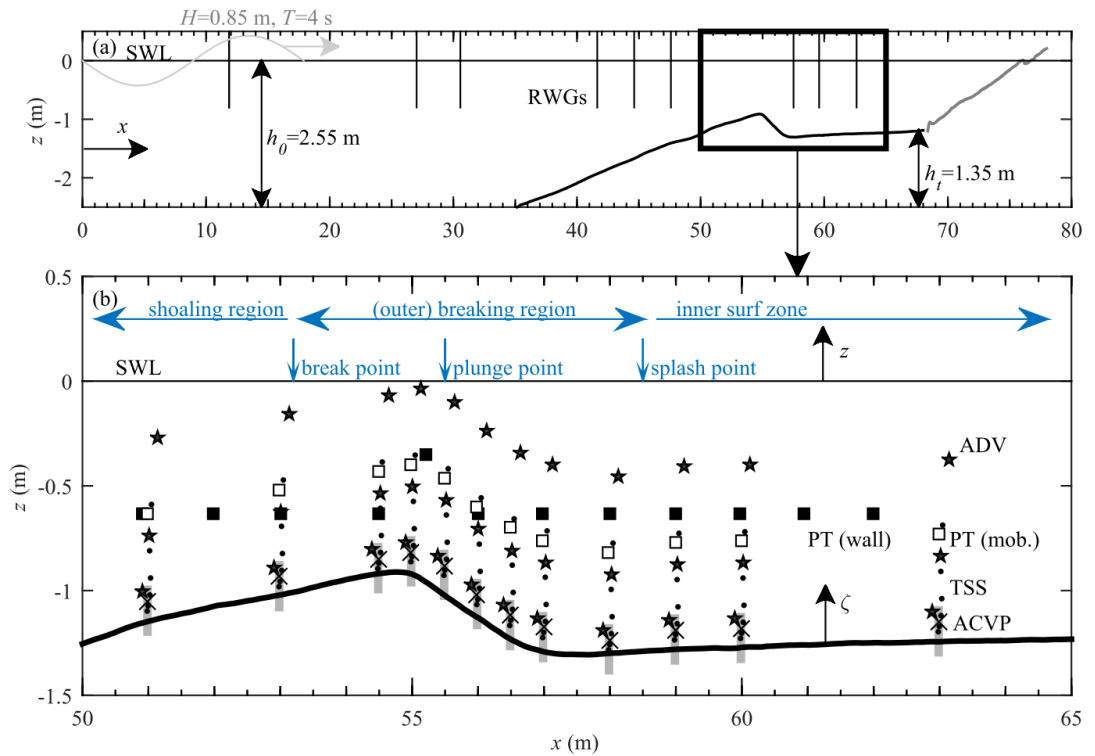 H=0.85 m, T=4 s
(a)
SWL
0
RWGs
z (m)
-1
x
h0=2.55 m
ht=1.35 m
-2
0 10 20 30 40 50 60 70 80
0.5
(b)
shoaling region (outer) breaking region inner surf zone
z
SWL break point plunge point splash point
0
ADV
z (m)
-0.5
PT (wall) PT (mob.)
TSS
ζ
-1
ACVP
-1.5
50 55 60 65
x (m)